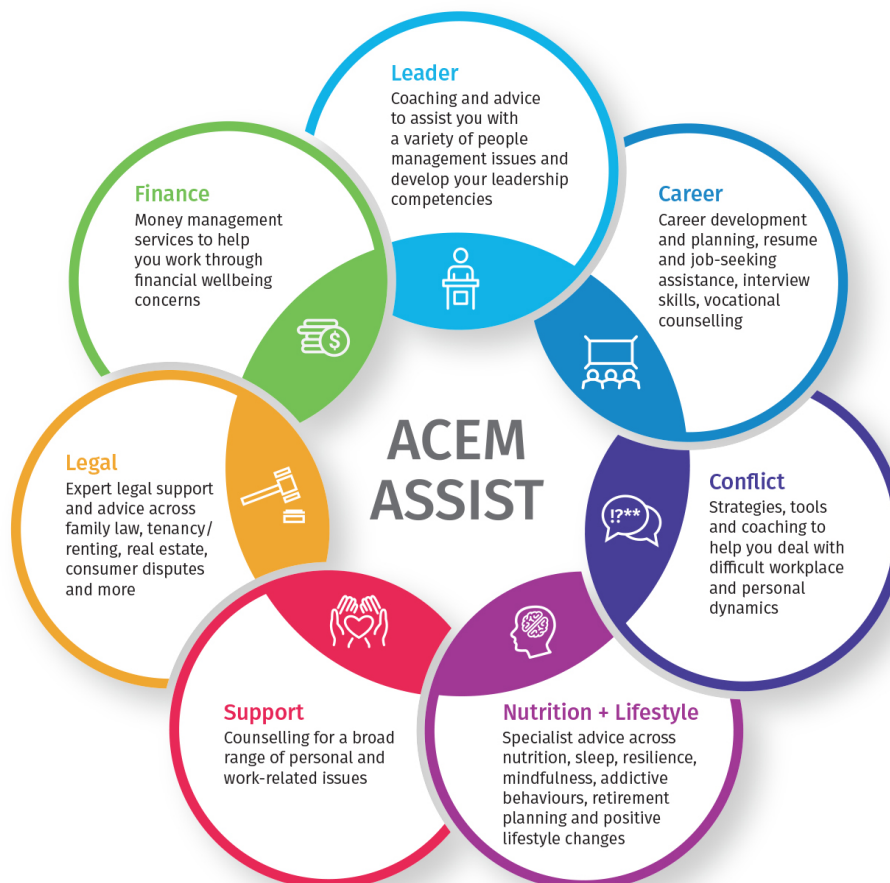 Leader
Coaching and advice
to assist you with
a variety of people
management issues and
develop your leadership
competencies
Career
Career development
and planning, resume
and job-seeking
assistance, interview
skills, vocational
counselling
Conflict
Strategies, tools
and coaching to
help you deal with
difficult workplace
and personal
dynamics
!?**
Nutrition + Lifestyle
Specialist advice across
nutrition, sleep, resilience,
mindfulness, addictive
behaviours, retirement
planning and positive
lifestyle changes
Support
Counselling for a broad
range of personal and
work-related issues
Legal
Expert legal support
and advice across
family law, tenancy/
renting, real estate,
consumer disputes
and more
Finance
Money management
services to help
you work through
financial wellbeing
concerns
$
ACEM
ASSIST